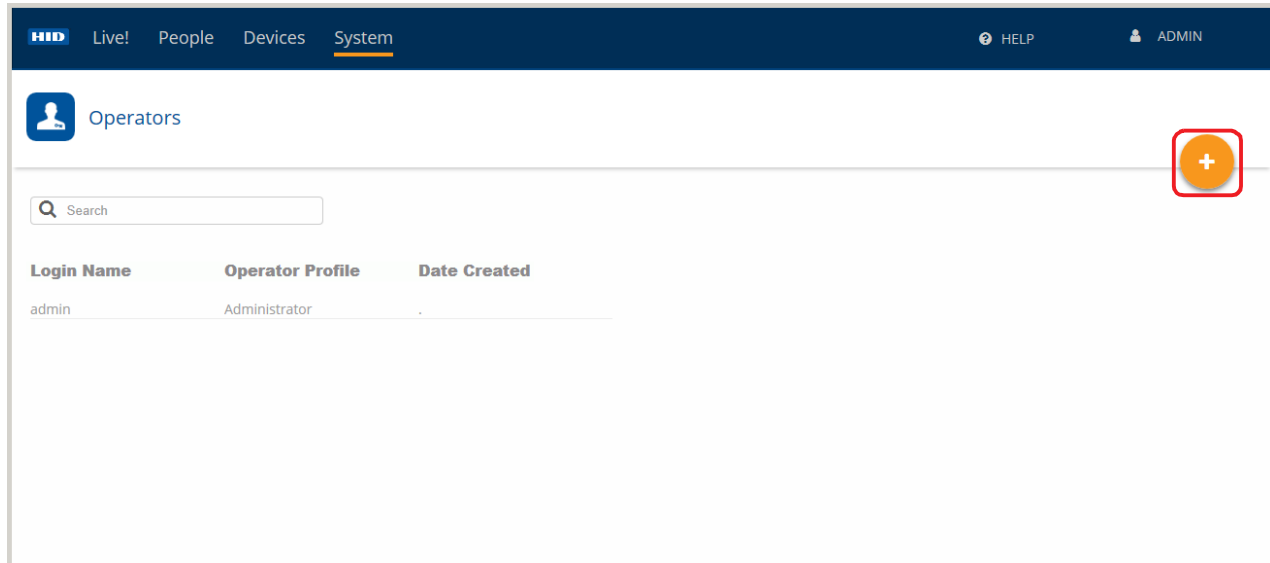 HID Live! People Devices System HELP ADMIN
Operators
+
Search
Login Name Operator Profile Date Created
admin Administrator .